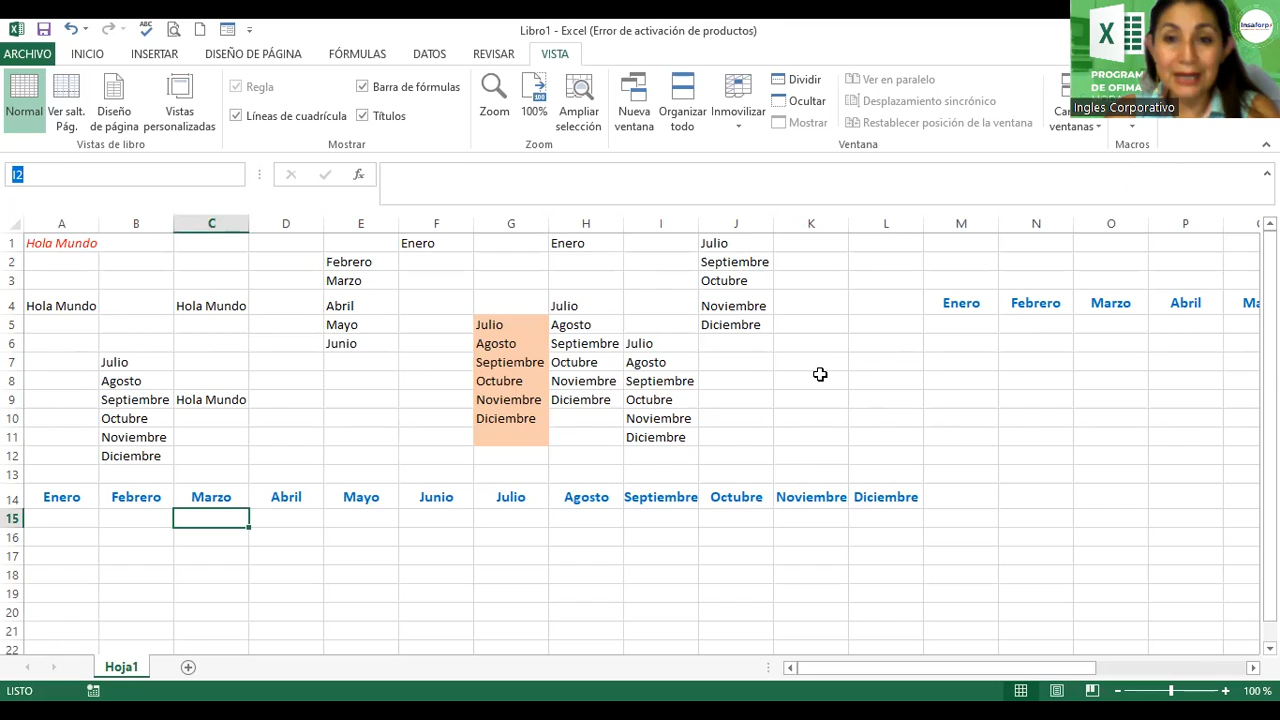 Libro1 - Excel (Error de activación de productos)
ARCHIVO INICIO INSERTAR DISEÑO DE PÁGINA FÓRMULAS DATOS REVISAR VISTA
Normal
Ver salt. Pág.
Diseño de página
Vistas personalizadas
Vistas de libro
Regla
Barra de fórmulas
Líneas de cuadrícula
Títulos
Mostrar
Zoom
100%
Ampliar selección
Zoom
Nueva ventana
Organizar todo
Inmovilizar
Dividir
Ocultar
Mostrar
Ver en paralelo
Desplazamiento sincrónico
Restablecer posición de la ventana
ventanas
Ventana
Macros
PROGRAM
DE OFIMA
Insaforp
Ingles Corporativo
I2
fx
A B C D E F G H I J K L M N O P
1 Hola Mundo Enero Enero Julio
2 Febrero Septiembre
3 Marzo Octubre
4 Hola Mundo Hola Mundo Abril Julio Noviembre Enero Febrero Marzo Abril Ma
5 Mayo Julio Agosto Diciembre
6 Junio Agosto Septiembre Julio
7 Julio Septiembre Octubre Agosto
8 Agosto Octubre Noviembre Septiembre
9 Septiembre Hola Mundo Noviembre Diciembre Octubre
10 Octubre Diciembre Noviembre
11 Noviembre Diciembre
12 Diciembre
13
14 Enero Febrero Marzo Abril Mayo Junio Julio Agosto Septiembre Octubre Noviembre Diciembre
15
16
17
18
19
20
21
22
Hoja1
LISTO
100 %